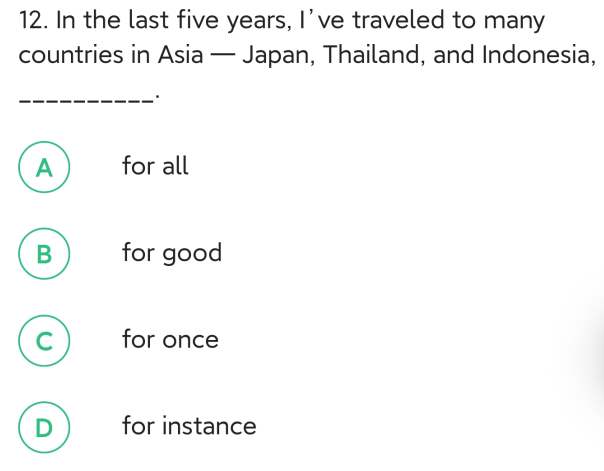 12. In the last five years, I've traveled to many
countries in Asia — Japan, Thailand, and Indonesia,
__________.
A for all
B for good
C for once
D for instance